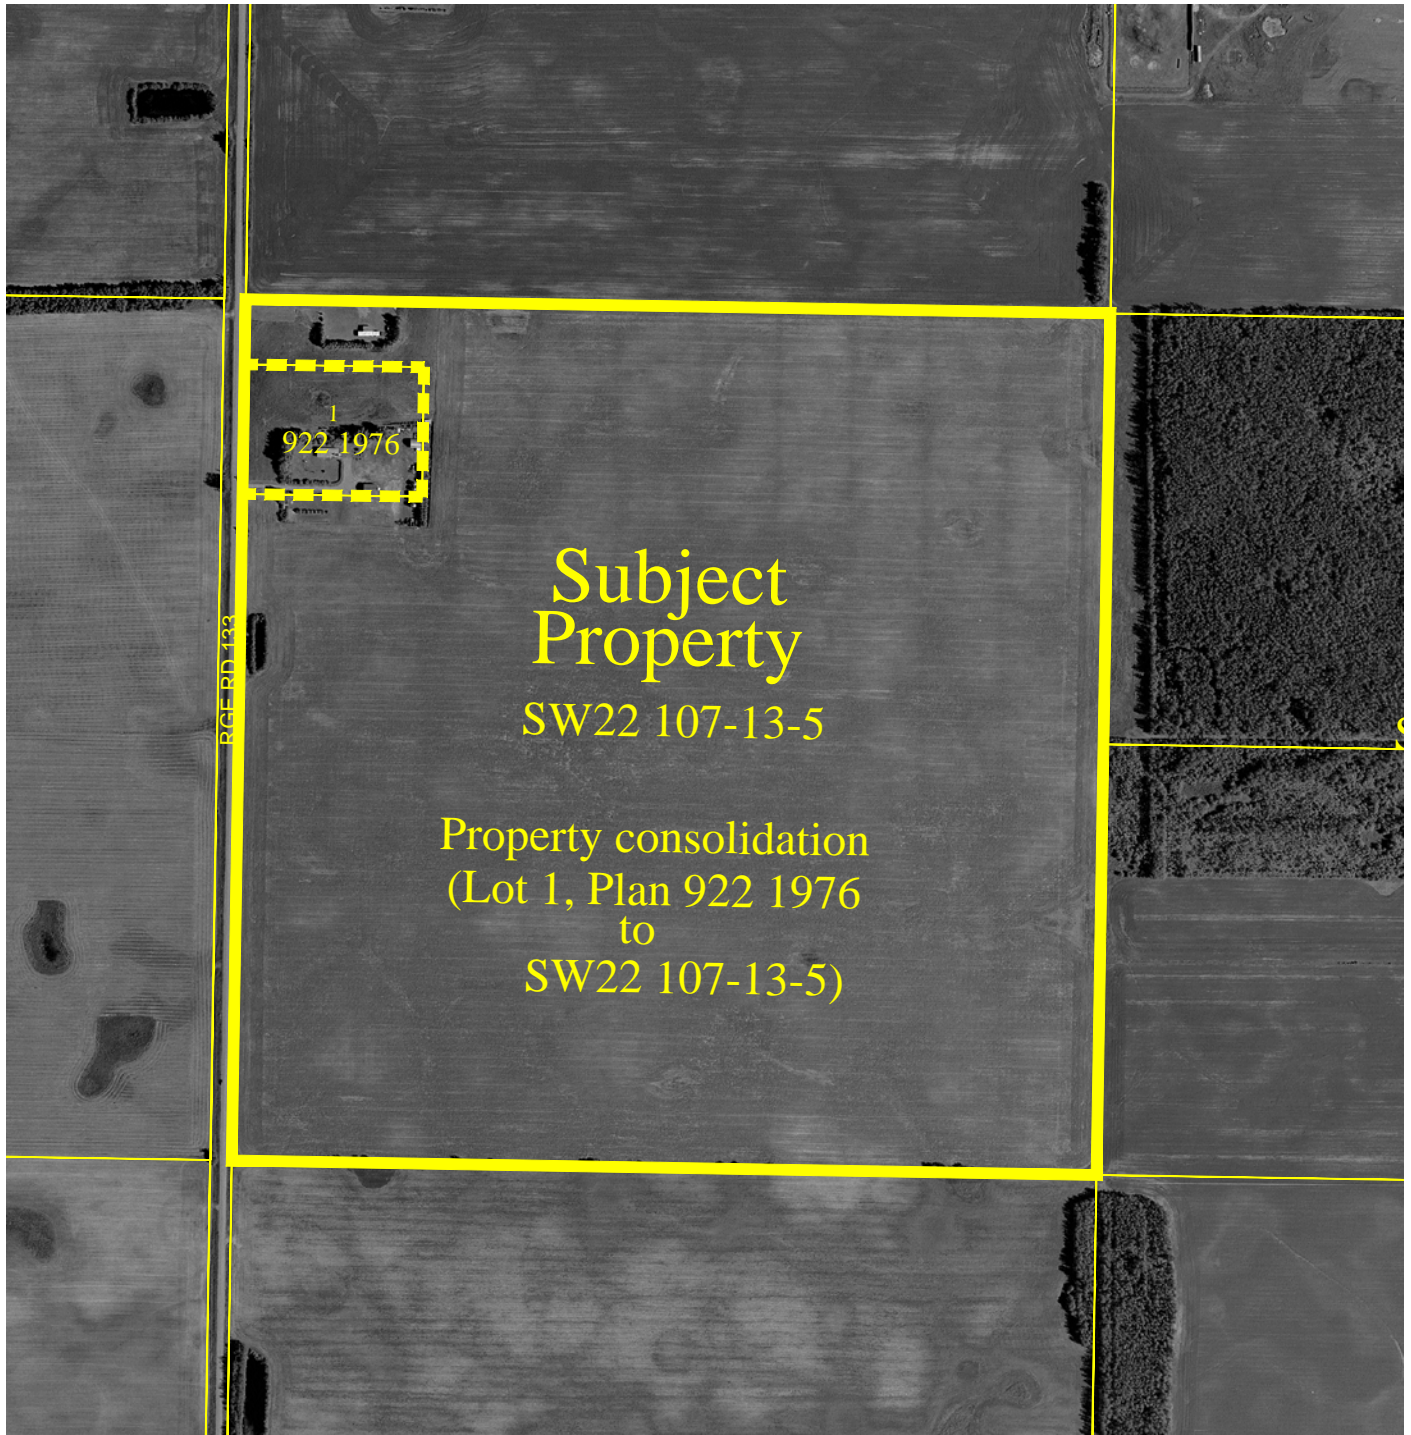 1
922 1976
Subject
Property
RGE RD 133
SW22 107-13-5
Property consolidation
(Lot 1, Plan 922 1976
to
SW22 107-13-5)